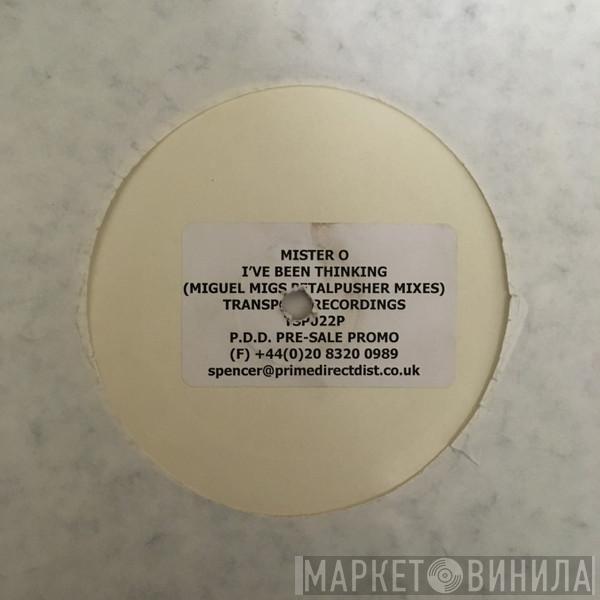 MISTER O
I'VE BEEN THINKING
(MIGUEL MIGS PETALPUSHER MIXES)
RECORDINGS
P.D.D. PRE-SALE PROMO
(F) +44(0)20 8320 0989
spencer@primedirectdist.co.uk
МАРКЕТ ВИНИЛА